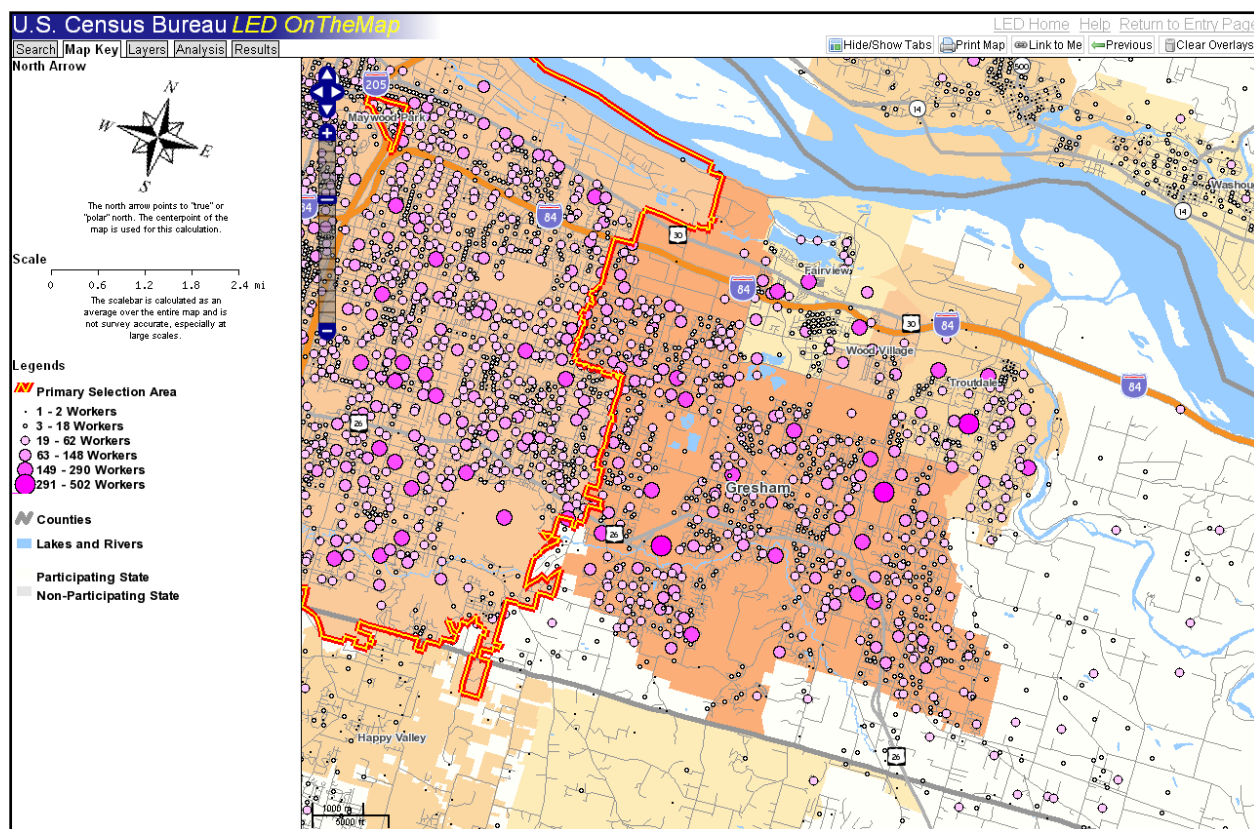 U.S. Census Bureau LED OnTheMap
LED Home Help Return to Entry Page
Search Map Key Layers Analysis Results
Hide/Show Tabs Print Map Link to Me Previous Clear Overlays
North Arrow
N
W
E
S
The north arrow points to "true" or
"polar" north. The centerpoint of the
map is used for this calculation.
Scale
0 0.6 1.2 1.8 2.4 mi
The scalebar is calculated as an
average over the entire map and is
not survey accurate, especially at
large scales.
Legends
Primary Selection Area
1 - 2 Workers
3 - 18 Workers
19 - 62 Workers
63 - 148 Workers
149 - 290 Workers
291 - 502 Workers
Counties
Lakes and Rivers
Participating State
Non-Participating State
500
205
14
Maywood Park
Washou
84
84
14
30
Fairview
84
30
84
Wood Village
Troutdale
84
26
Gresham
26
Happy Valley
26
1000 m
5000 ft